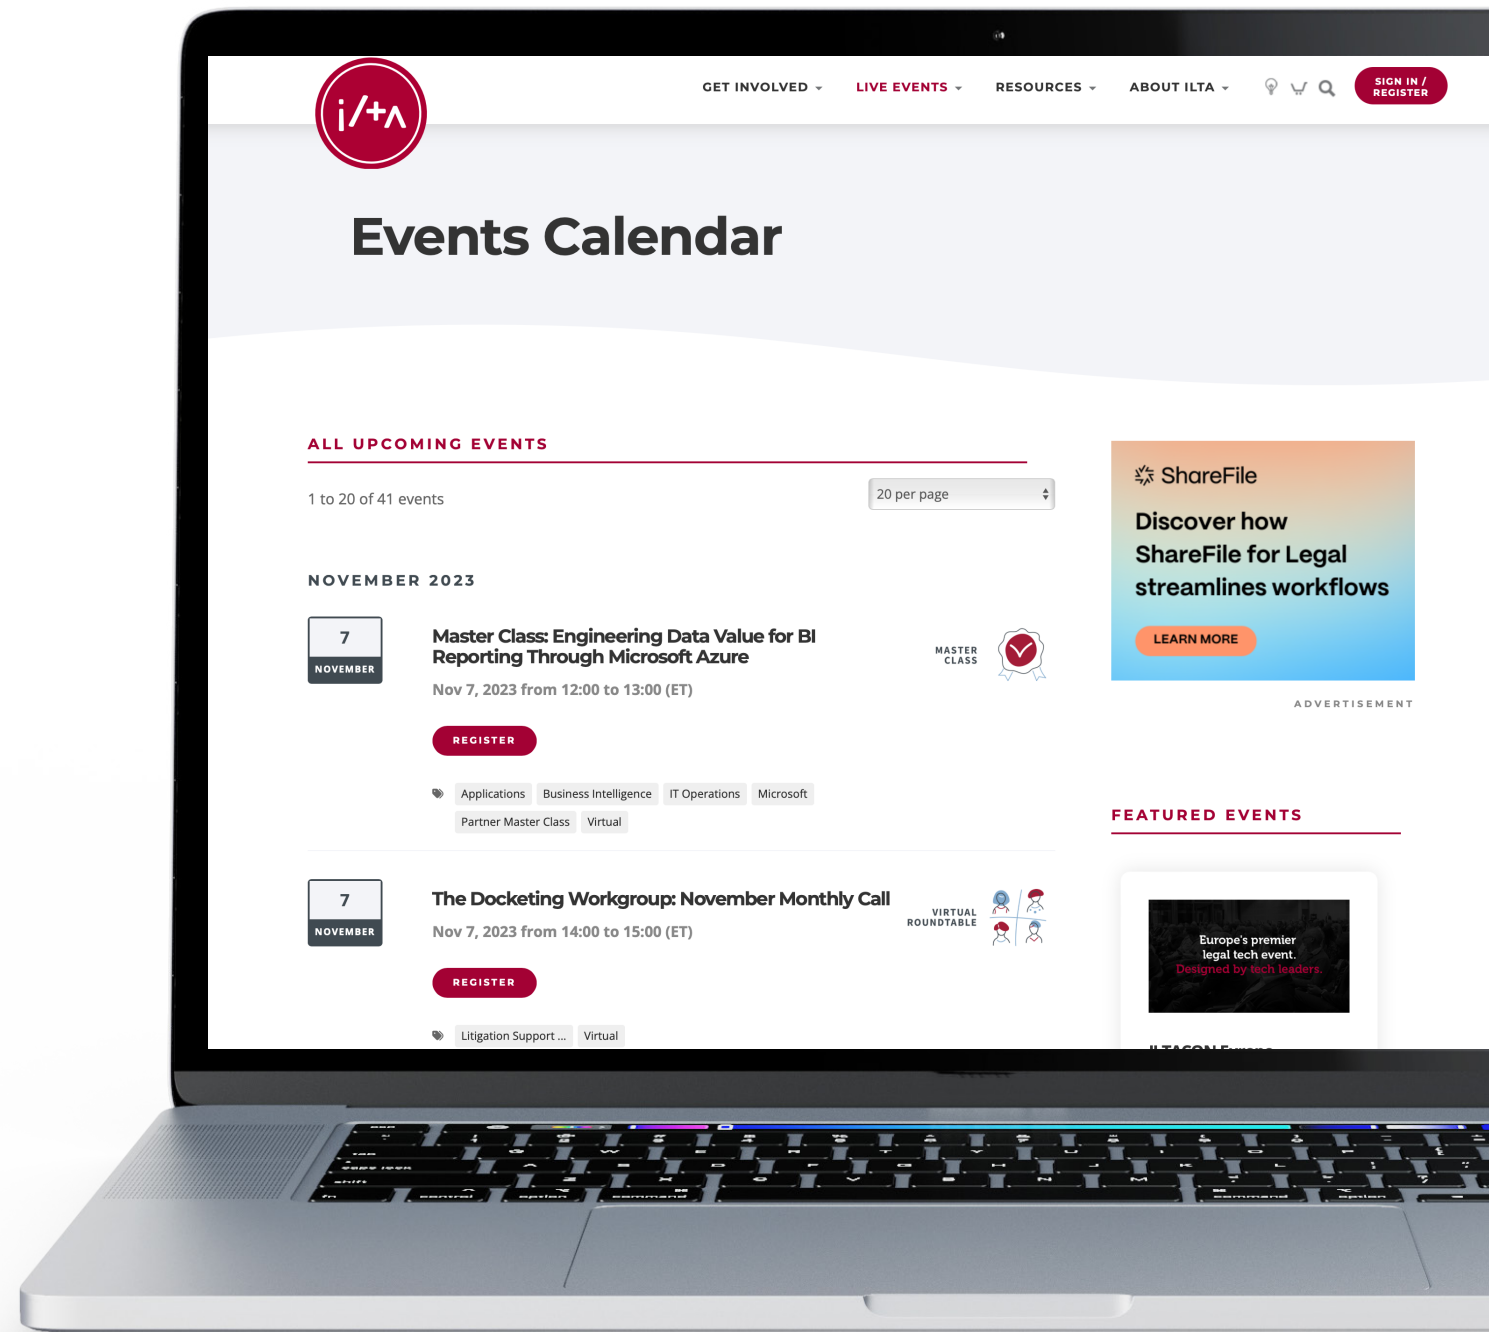 i/t∧
GET INVOLVED
LIVE EVENTS
RESOURCES
ABOUT ILTA
SIGN IN /
REGISTER
Events Calendar
ALL UPCOMING EVENTS
1 to 20 of 41 events
20 per page
NOVEMBER 2023
7
NOVEMBER
Master Class: Engineering Data Value for BI
Reporting Through Microsoft Azure
Nov 7, 2023 from 12:00 to 13:00 (ET)
MASTER
CLASS
REGISTER
Applications
Business Intelligence
IT Operations
Microsoft
Partner Master Class
Virtual
7
NOVEMBER
The Docketing Workgroup: November Monthly Call
Nov 7, 2023 from 14:00 to 15:00 (ET)
VIRTUAL
ROUNDTABLE
REGISTER
Litigation Support ...
Virtual
ShareFile
Discover how
ShareFile for Legal
streamlines workflows
LEARN MORE
ADVERTISEMENT
FEATURED EVENTS
Europe's premier
legal tech event.
Designed by tech leaders.